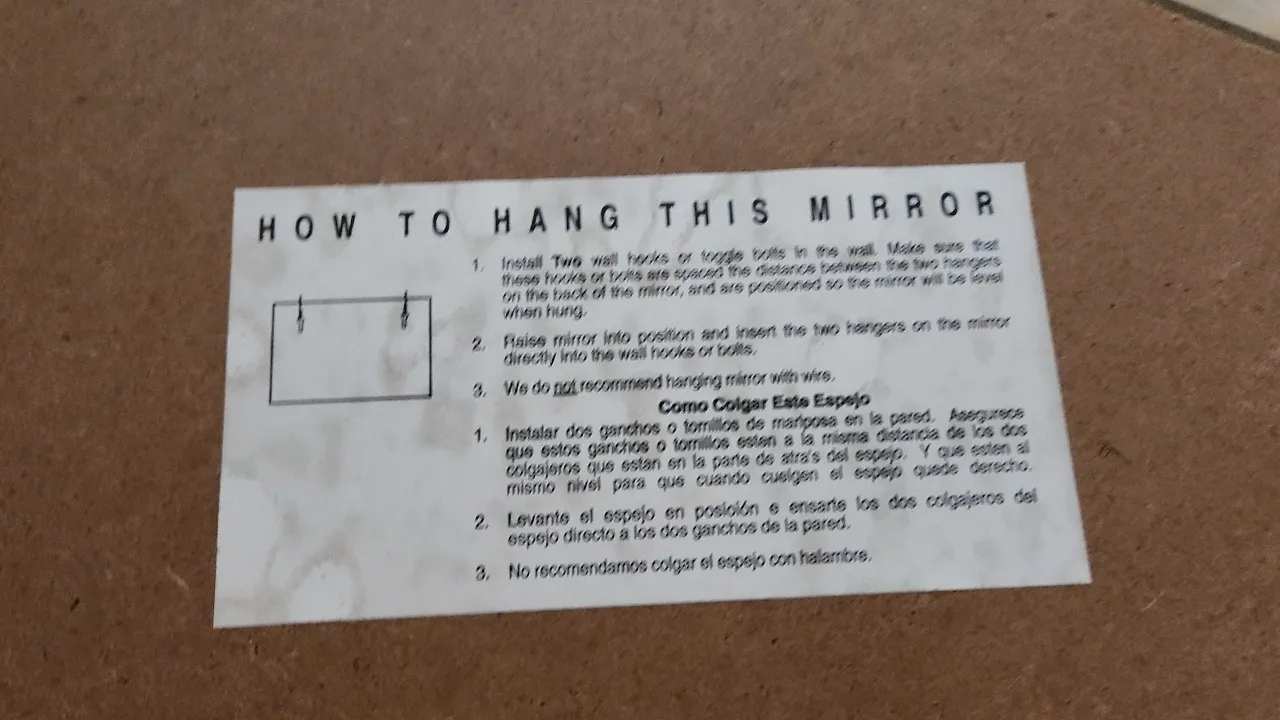 HOW TO HANG THIS MIRROR
1. Install Two wall hooks or toggle bolts in the wall. Make sure that
these hooks or bolts are spaced the distance between the two hangers
on the back of the mirror, and are positioned so the mirror will be level
when hung.
2. Raise mirror into position and insert the two hangers on the mirror
directly into the wall hooks or bolts.
3. We do not recommend hanging mirror with wire.
Como Colgar Este Espejo
1. Instalar dos ganchos o tornillos de mariposa en la pared. Asegurece
que estos ganchos o tornillos esten a la misma distancia de los dos
colgajeros que estan en la parte de atra's del espejo. Y que esten al
mismo nivel para que cuando cuelgen el espejo quede derecho.
2. Levante el espejo en posición e ensarte los dos colgajeros del
espejo directo a los dos ganchos de la pared.
3. No recomendamos colgar el espejo con halambre.